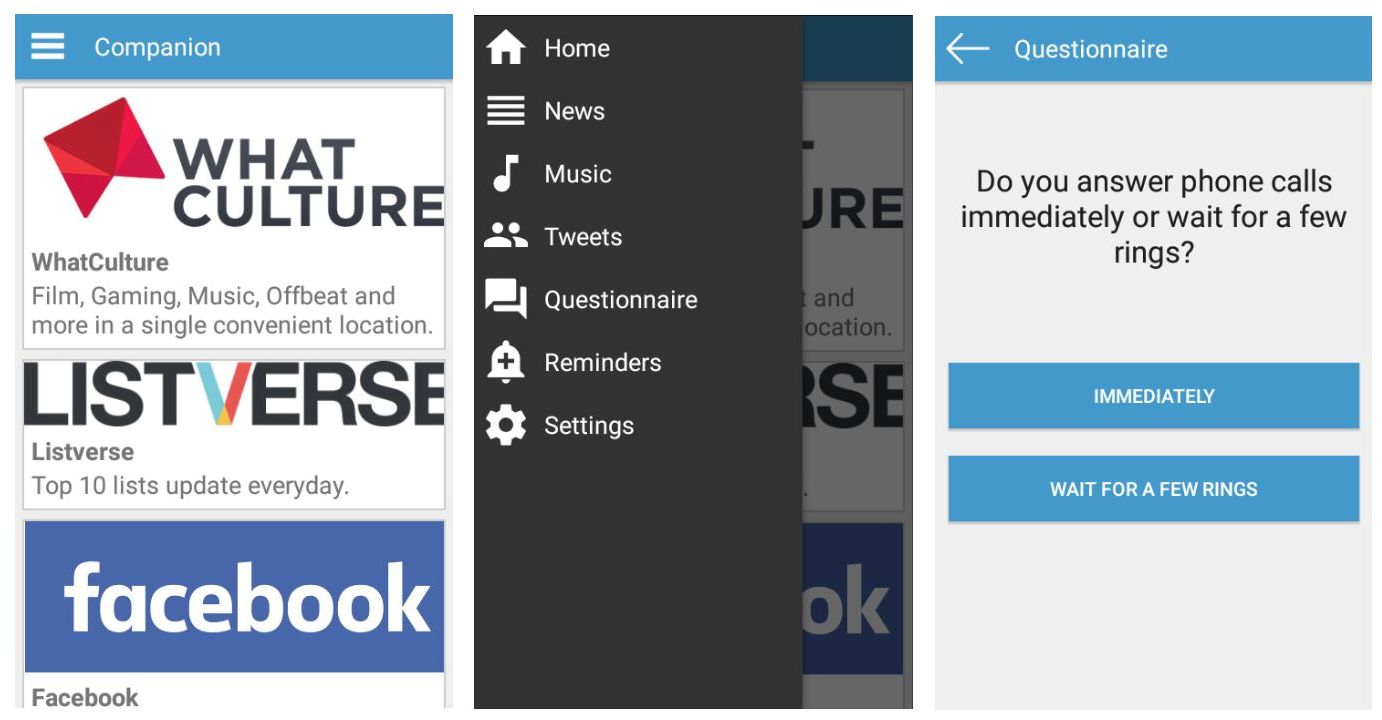 Companion
WHAT
CULTURE
WhatCulture
Film, Gaming, Music, Offbeat and
more in a single convenient location.
LISTVERSE
Listverse
Top 10 lists update everyday.
facebook
Facebook
Home
News
Music
Tweets
Questionnaire
Reminders
Settings
URE
t and
ocation.
RSE
.
ok
Questionnaire
Do you answer phone calls
immediately or wait for a few
rings?
IMMEDIATELY
WAIT FOR A FEW RINGS